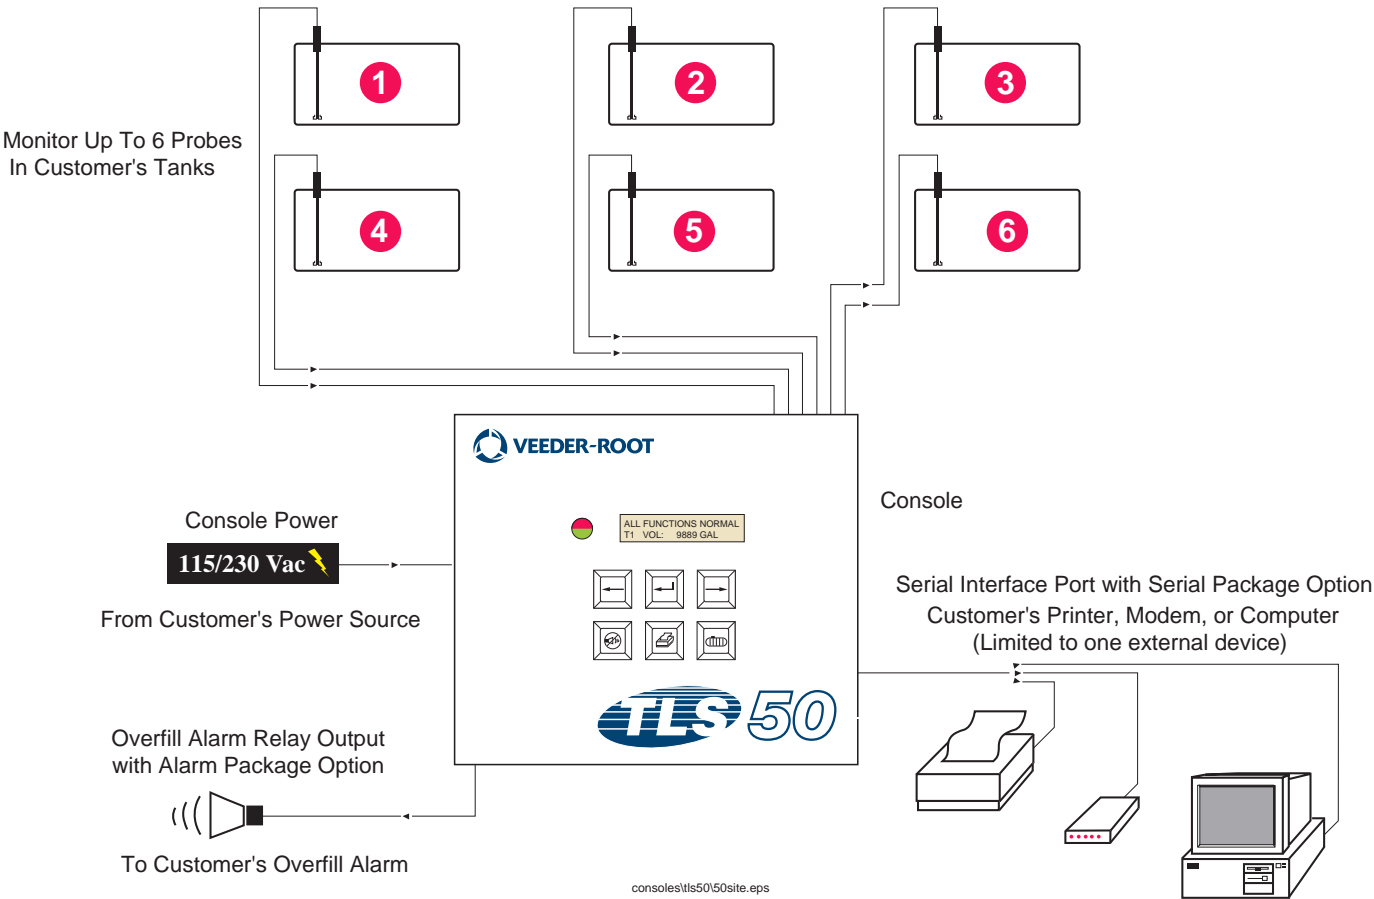 1
2
3
Monitor Up To 6 Probes
In Customer's Tanks
4
5
6
VEEDER-ROOT
Console
Console Power
ALL FUNCTIONS NORMAL
T1 VOL: 9889 GAL
115/230 Vac
From Customer's Power Source
Serial Interface Port with Serial Package Option
Customer's Printer, Modem, or Computer
(Limited to one external device)
TLS 50
Overfill Alarm Relay Output
with Alarm Package Option
To Customer's Overfill Alarm
consoles\tls50\50site.eps